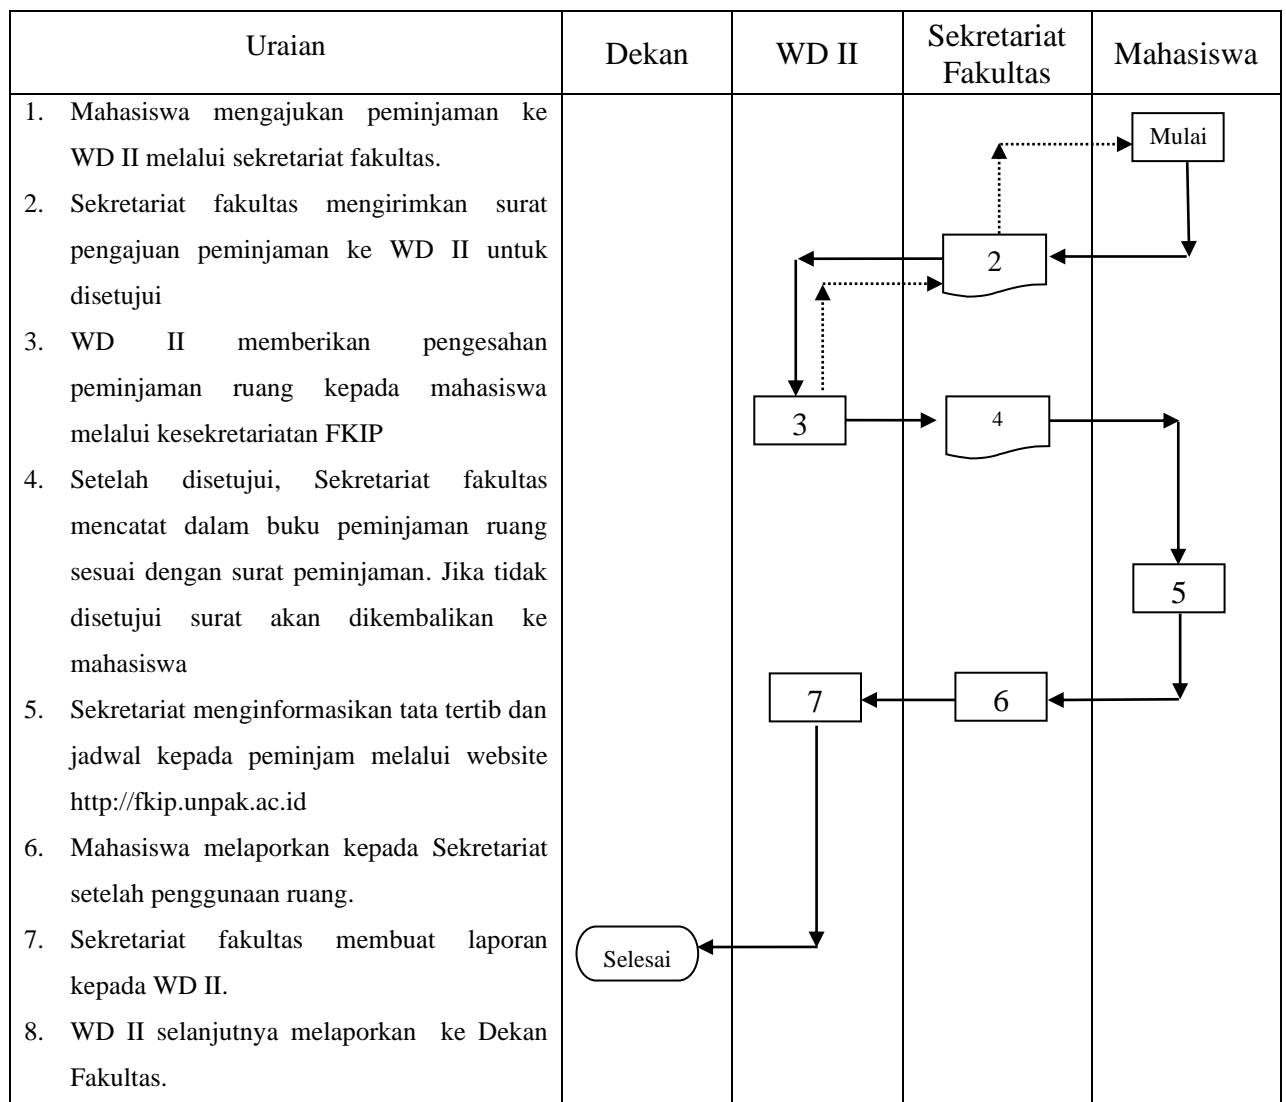 Uraian
Dekan
WD II
Sekretariat
Fakultas
Mahasiswa
1. Mahasiswa mengajukan peminjaman ke
WD II melalui sekretariat fakultas.
2. Sekretariat fakultas mengirimkan surat
pengajuan peminjaman ke WD II untuk
disetujui
3. WD II memberikan pengesahan
peminjaman ruang kepada mahasiswa
melalui kesekretariatan FKIP
4. Setelah disetujui, Sekretariat fakultas
mencatat dalam buku peminjaman ruang
sesuai dengan surat peminjaman. Jika tidak
disetujui surat akan dikembalikan ke
mahasiswa
5. Sekretariat menginformasikan tata tertib dan
jadwal kepada peminjam melalui website
http://fkip.unpak.ac.id
6. Mahasiswa melaporkan kepada Sekretariat
setelah penggunaan ruang.
7. Sekretariat fakultas membuat laporan
kepada WD II.
8. WD II selanjutnya melaporkan ke Dekan
Fakultas.
Mulai
2
3
4
5
6
7
Selesai